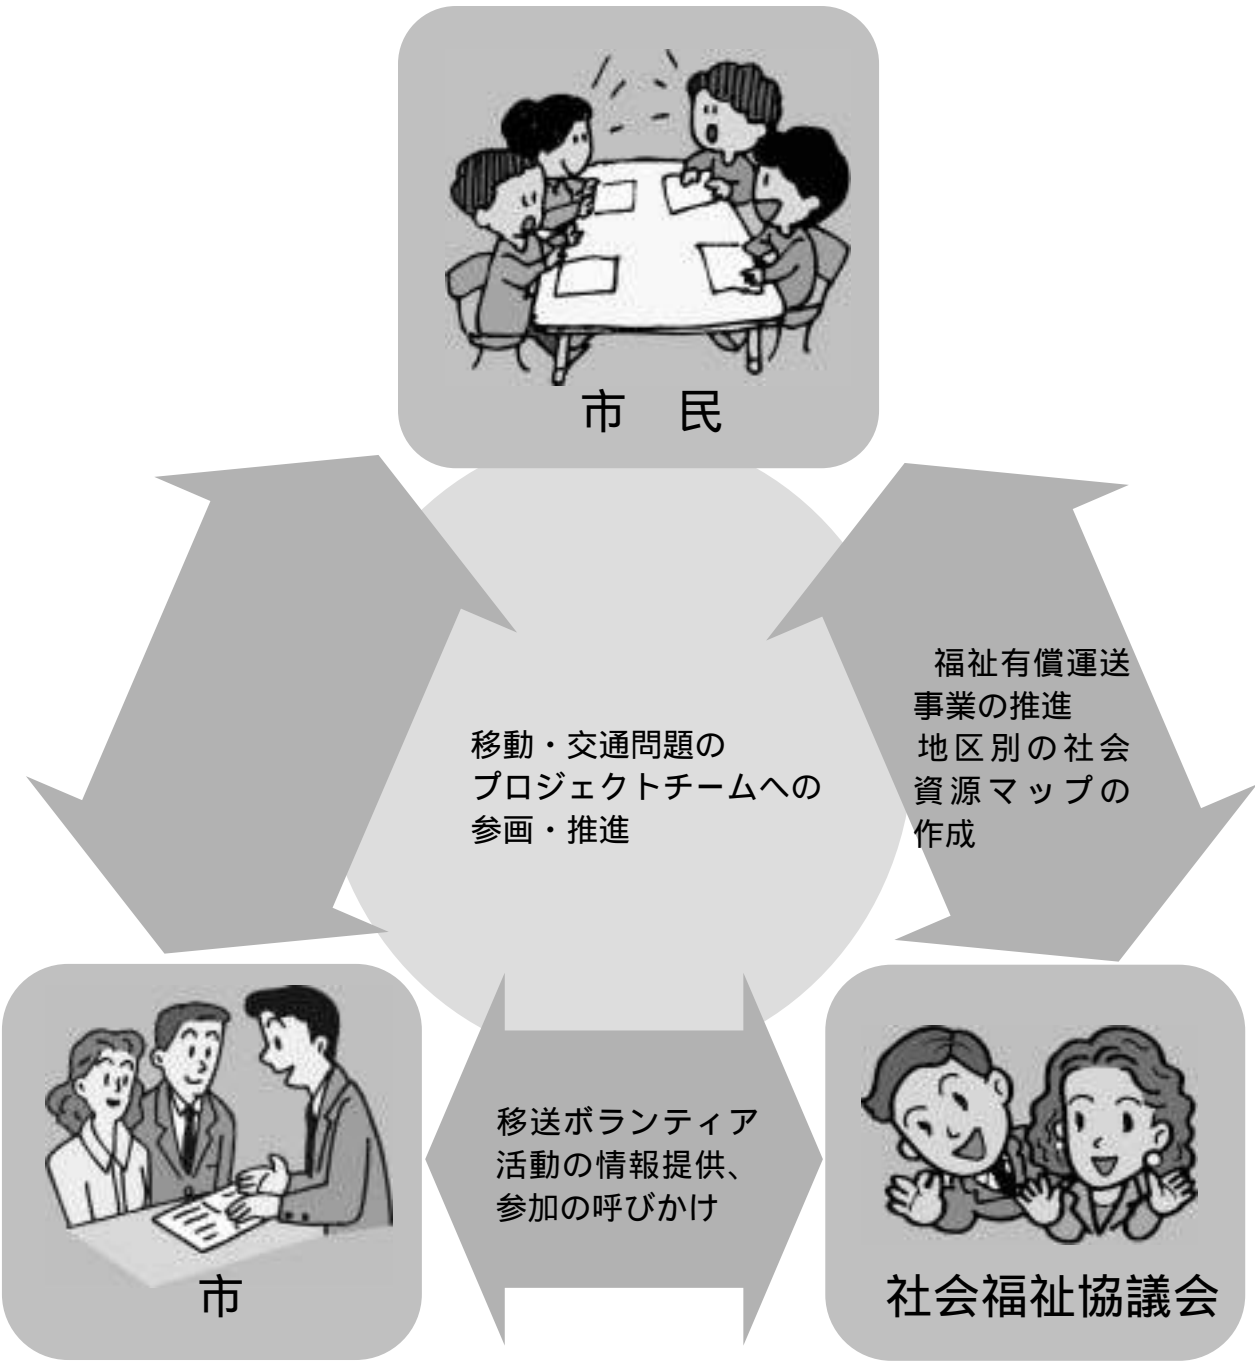 市　民
福祉有償運送
事業の推進
地区別の社会
資源マップの
作成
移動・交通問題の
プロジェクトチームへの
参画・推進
移送ボランティア
活動の情報提供、
参加の呼びかけ
市
社会福祉協議会